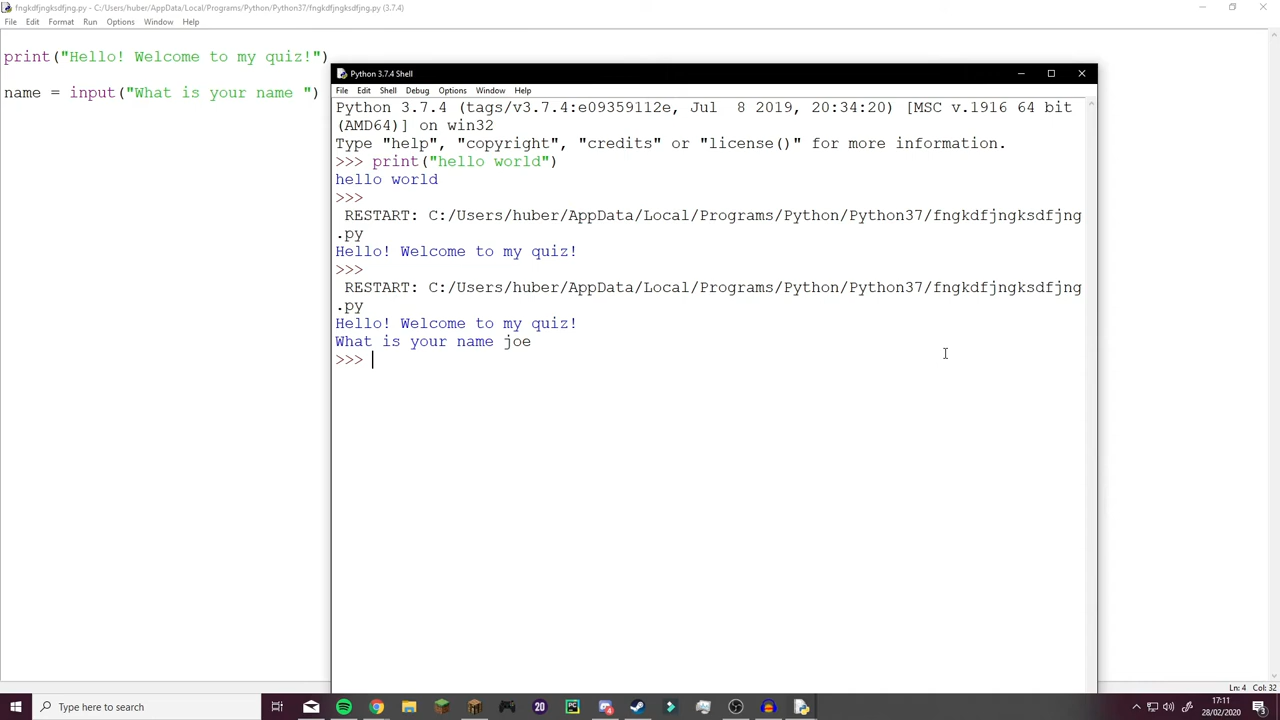 fngkdfjngksdfjng.py - C:/Users/huber/AppData/Local/Programs/Python/Python37/fngkdfjngksdfjng.py (3.7.4)
File Edit Format Run Options Window Help
print("Hello! Welcome to my quiz!")
name = input("What is your name ")
Python 3.7.4 Shell
File Edit Shell Debug Options Window Help
Python 3.7.4 (tags/v3.7.4:e09359112e, Jul  8 2019, 20:34:20) [MSC v.1916 64 bit
(AMD64)] on win32
Type "help", "copyright", "credits" or "license()" for more information.
>>> print("hello world")
hello world
>>>
RESTART: C:/Users/huber/AppData/Local/Programs/Python/Python37/fngkdfjngksdfjng
.py
Hello! Welcome to my quiz!
>>>
RESTART: C:/Users/huber/AppData/Local/Programs/Python/Python37/fngkdfjngksdfjng
.py
Hello! Welcome to my quiz!
What is your name joe
>>>
Ln: 4 Col: 32
Type here to search
20
17:11
28/02/2020